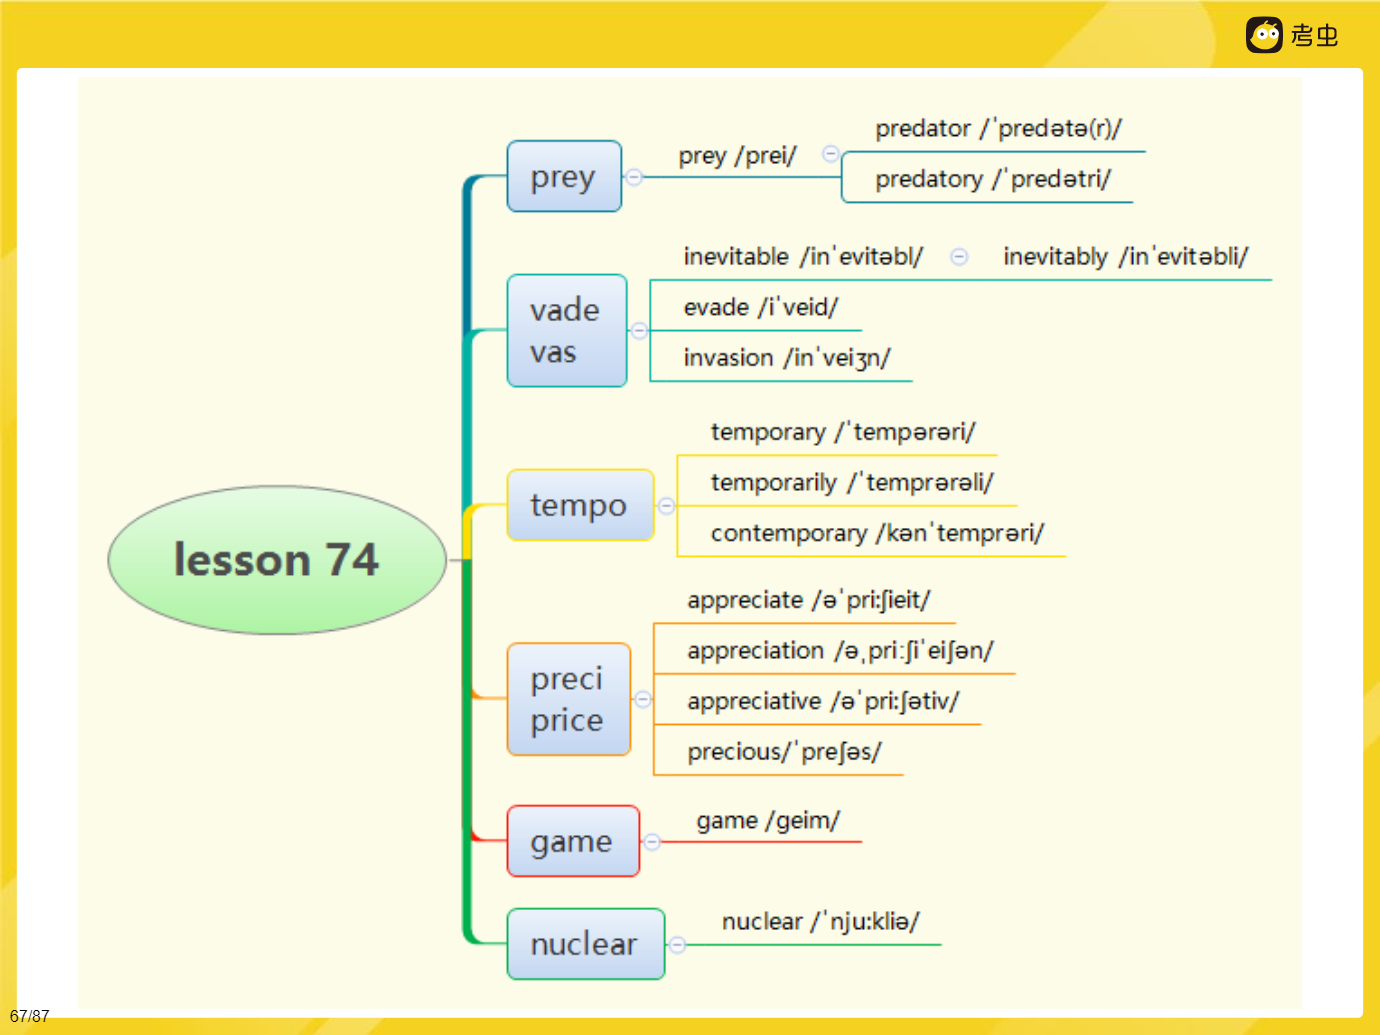 考虫
lesson 74
prey
prey /prei/
predator /ˈpredətə(r)/
predatory /ˈpredətri/
vade
vas
inevitable /inˈevitəbl/
inevitably /inˈevitəbli/
evade /iˈveid/
invasion /inˈveiʒn/
tempo
temporary /ˈtempərəri/
temporarily /ˈtemprərəli/
contemporary /kənˈtemprəri/
preci
price
appreciate /əˈpri:ʃieit/
appreciation /əˌpri:ʃiˈeiʃən/
appreciative /əˈpri:ʃətiv/
precious/ˈpreʃəs/
game
game /geim/
nuclear
nuclear /ˈnju:kliə/
67/87